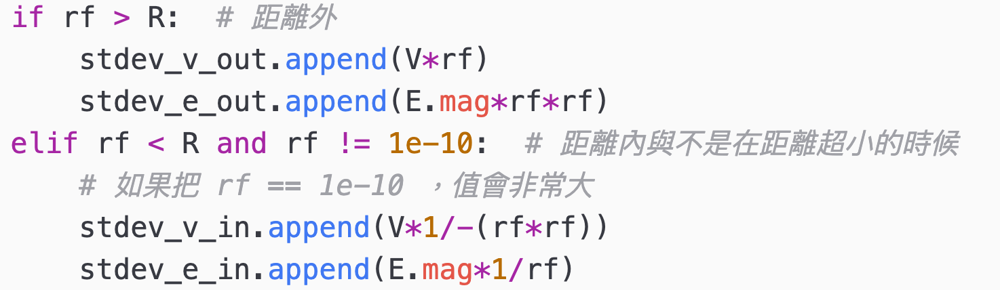 if rf > R:  # 距離外
    stdev_v_out.append(V*rf)
    stdev_e_out.append(E.mag*rf*rf)
elif rf < R and rf != 1e-10:  # 距離內與不是在距離超小的時候
    # 如果把 rf == 1e-10 ，值會非常大
    stdev_v_in.append(V*1/-(rf*rf))
    stdev_e_in.append(E.mag*1/rf)